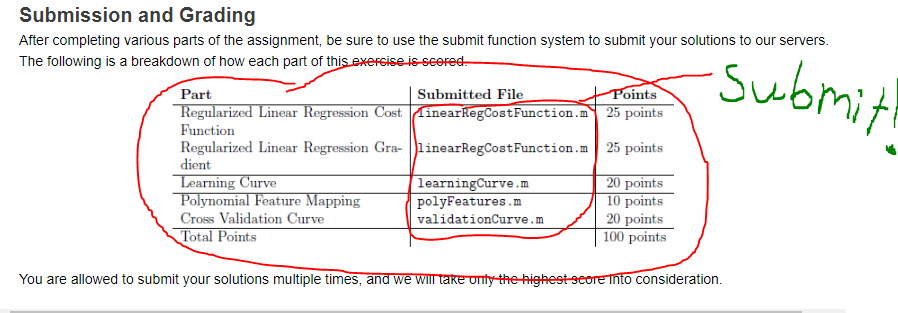 Submission and Grading
After completing various parts of the assignment, be sure to use the submit function system to submit your solutions to our servers.
The following is a breakdown of how each part of this exercise is scored.
Submit!
Part Submitted File Points
Regularized Linear Regression Cost linearRegCostFunction.m 25 points
Function
Regularized Linear Regression Gra- linearRegCostFunction.m 25 points
dient
Learning Curve learningCurve.m 20 points
Polynomial Feature Mapping polyFeatures.m 10 points
Cross Validation Curve validationCurve.m 20 points
Total Points 100 points
You are allowed to submit your solutions multiple times, and we will take only the highest score into consideration.